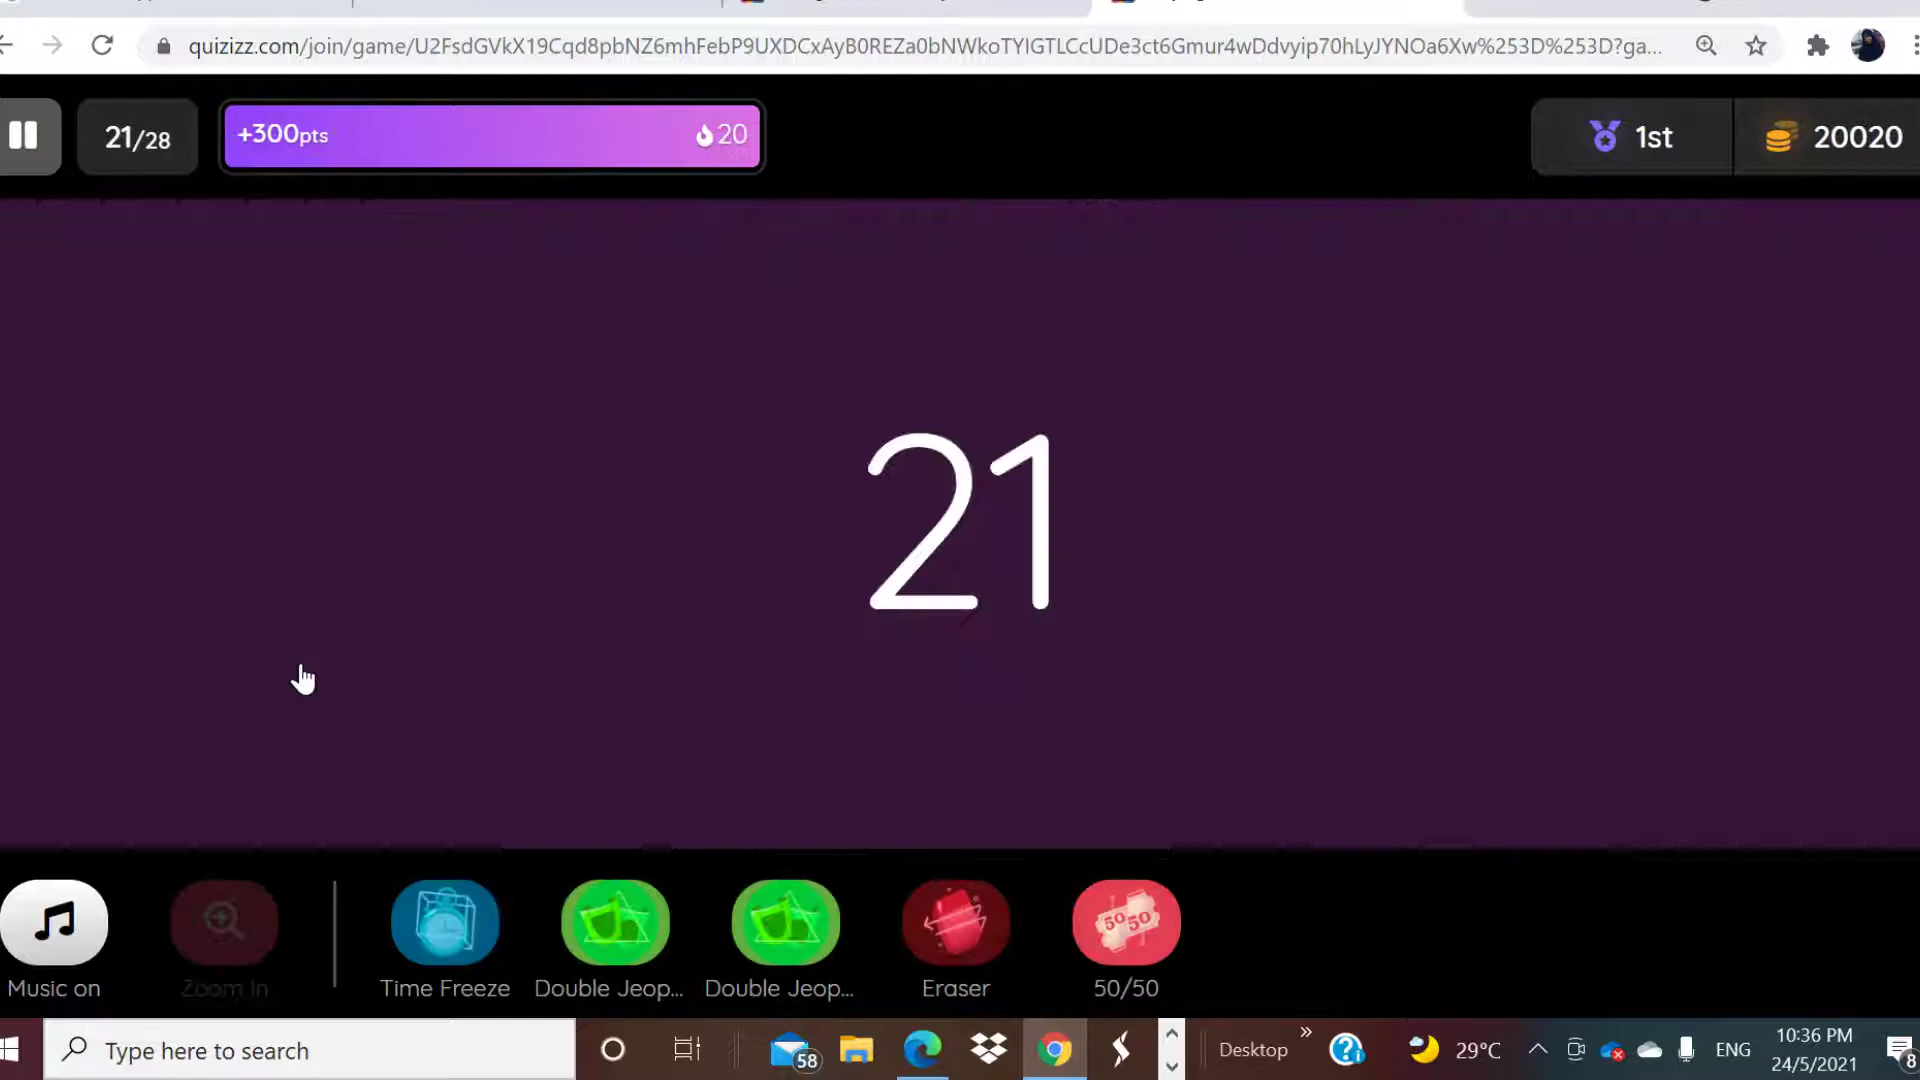 quizizz.com/join/game/U2FsdGVkX19Cqd8pbNZ6mhFebP9UXDCxAyB0REZa0bNWkoTYIGTLCcUDe3ct6Gmur4wDdvyip70hLyJYNOa6Xw%253D%253D?ga...
21/28
+300pts
20
1st
20020
21
50 50
Music on
Zoom In
Time Freeze
Double Jeop...
Double Jeop...
Eraser
50/50
Type here to search
58
Desktop
29°C
ENG
10:36 PM
24/5/2021
8